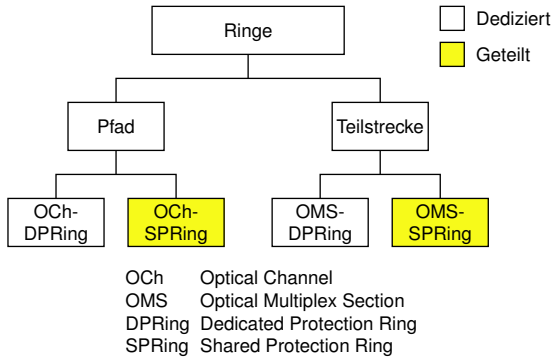 Ringe
Dediziert
Geteilt
Pfad
Teilstrecke
OCh-
DPRing
OCh-
SPRing
OMS-
DPRing
OMS-
SPRing
OCh Optical Channel
OMS Optical Multiplex Section
DPRing Dedicated Protection Ring
SPRing Shared Protection Ring